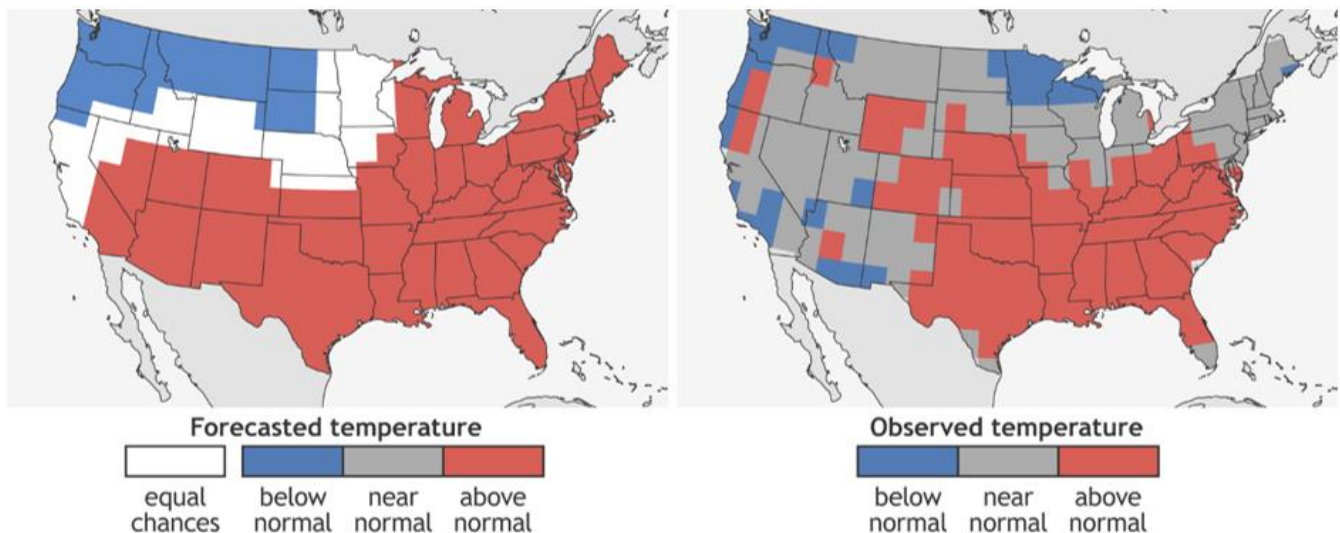 Forecasted temperature
equal chances
below normal
near normal
above normal
Observed temperature
below normal
near normal
above normal